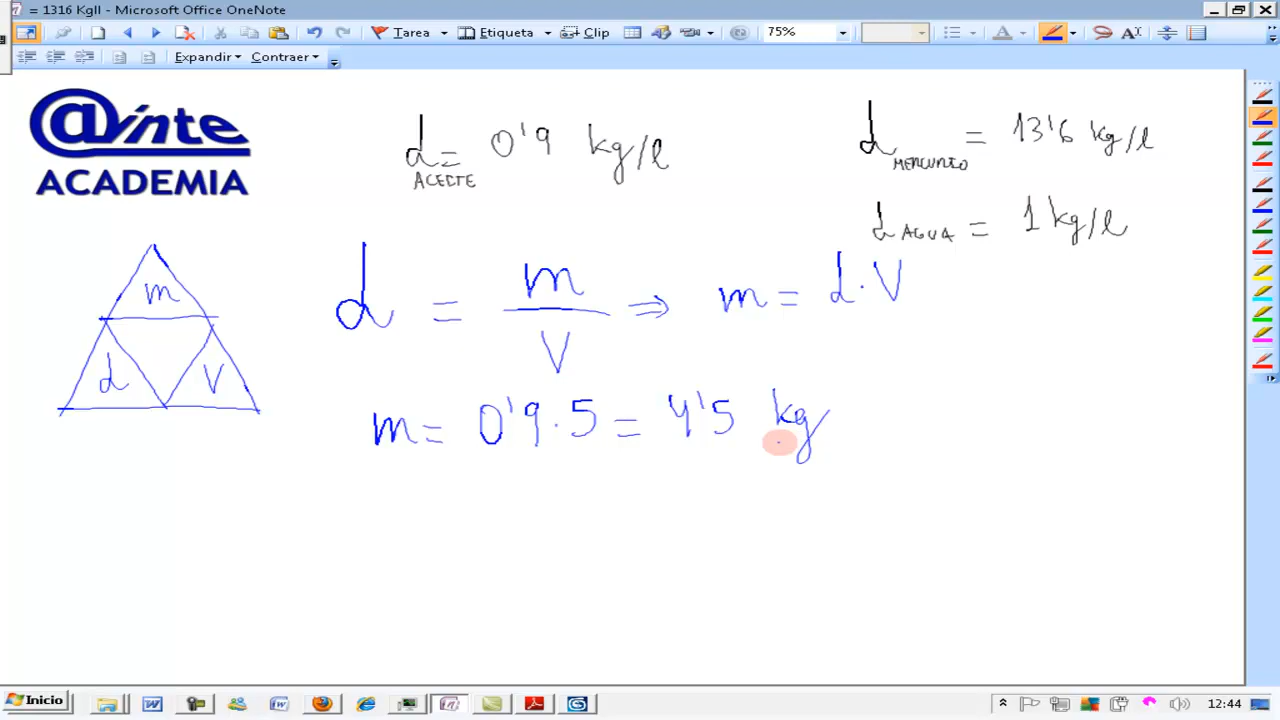 = 1316 KgII - Microsoft Office OneNote
Tarea Etiqueta Clip 75%
Expandir Contraer
@inte
ACADEMIA
d ACEITE = 0'9 kg/l
d MERCURIO = 13'6 kg/l
d AGUA = 1 kg/l
m
d V
d = m / V ⇒ m = d · V
m = 0'9 · 5 = 4'5 kg
Inicio
12:44